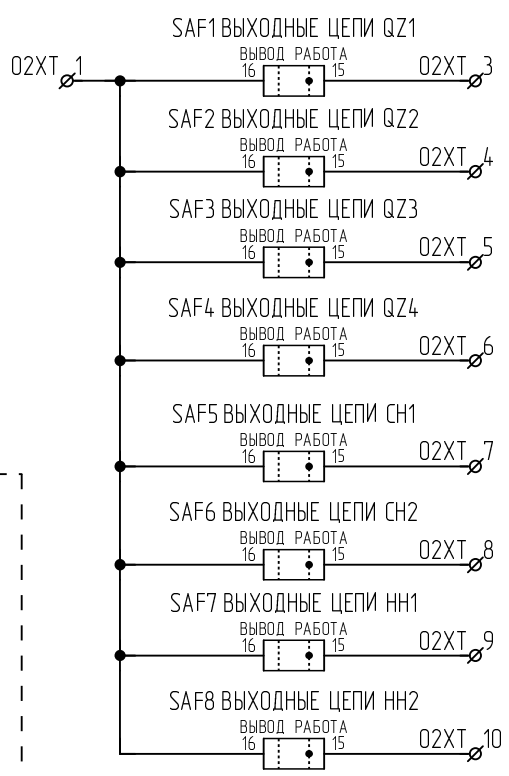 SAF1 ВЫХОДНЫЕ ЦЕПИ QZ1
ВЫВОД РАБОТА
02XT 1 16 15 02XT 3
SAF2 ВЫХОДНЫЕ ЦЕПИ QZ2
ВЫВОД РАБОТА
16 15 02XT 4
SAF3 ВЫХОДНЫЕ ЦЕПИ QZ3
ВЫВОД РАБОТА
16 15 02XT 5
SAF4 ВЫХОДНЫЕ ЦЕПИ QZ4
ВЫВОД РАБОТА
16 15 02XT 6
SAF5 ВЫХОДНЫЕ ЦЕПИ СН1
ВЫВОД РАБОТА
16 15 02XT 7
SAF6 ВЫХОДНЫЕ ЦЕПИ СН2
ВЫВОД РАБОТА
16 15 02XT 8
SAF7 ВЫХОДНЫЕ ЦЕПИ НН1
ВЫВОД РАБОТА
16 15 02XT 9
SAF8 ВЫХОДНЫЕ ЦЕПИ НН2
ВЫВОД РАБОТА
16 15 02XT 10